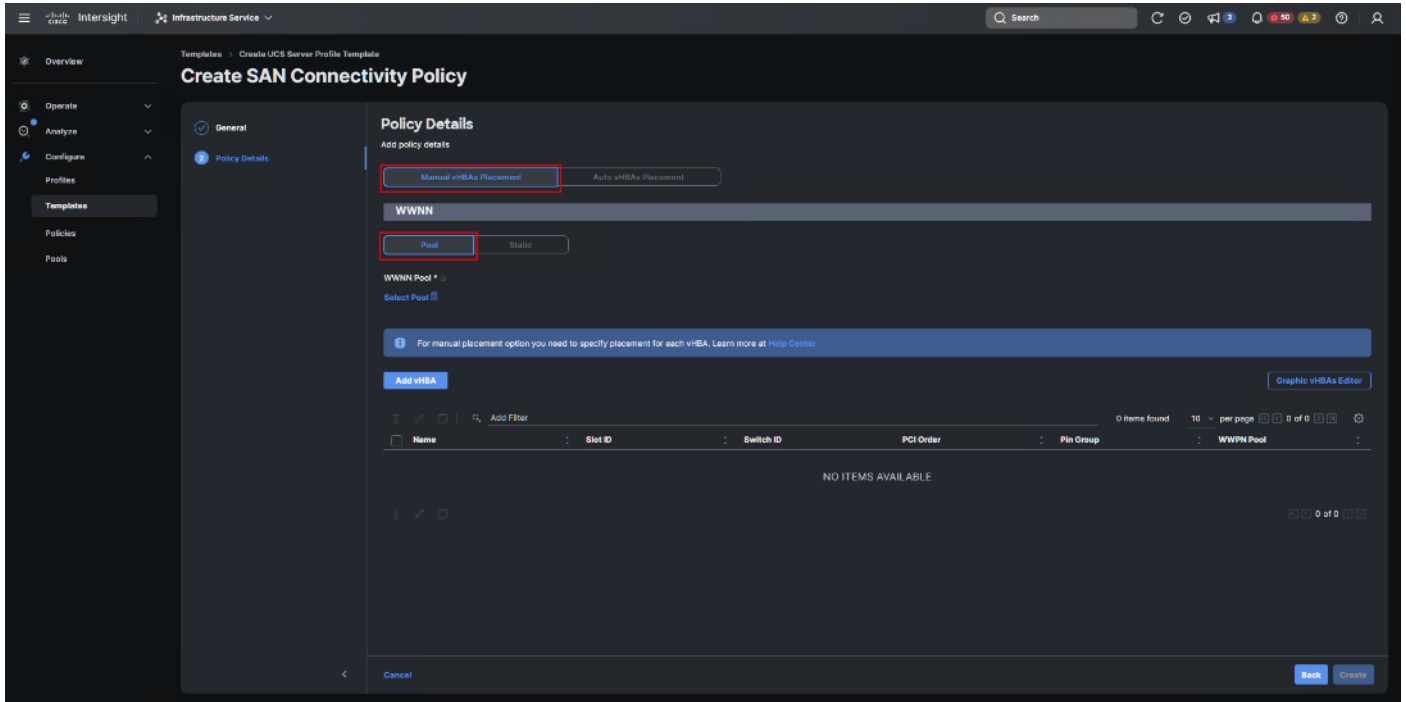 CISCO Intersight Infrastructure Service Search 3 50 2
Overview
Operate
Analyze
Configure
Profiles
Templates
Policies
Pools
Templates > Create UCS Server Profile Template
Create SAN Connectivity Policy
General
2 Policy Details
Policy Details
Add policy details
Manual vHBAs Placement Auto vHBAs Placement
WWNN
Pool Static
WWNN Pool *
Select Pool
For manual placement option you need to specify placement for each vHBA. Learn more at Help Center
Add vHBA Graphic vHBAs Editor
Add Filter 0 items found 10 per page 0 of 0
Name Slot ID Switch ID PCI Order Pin Group WWPN Pool
NO ITEMS AVAILABLE
0 of 0
Cancel Back Create